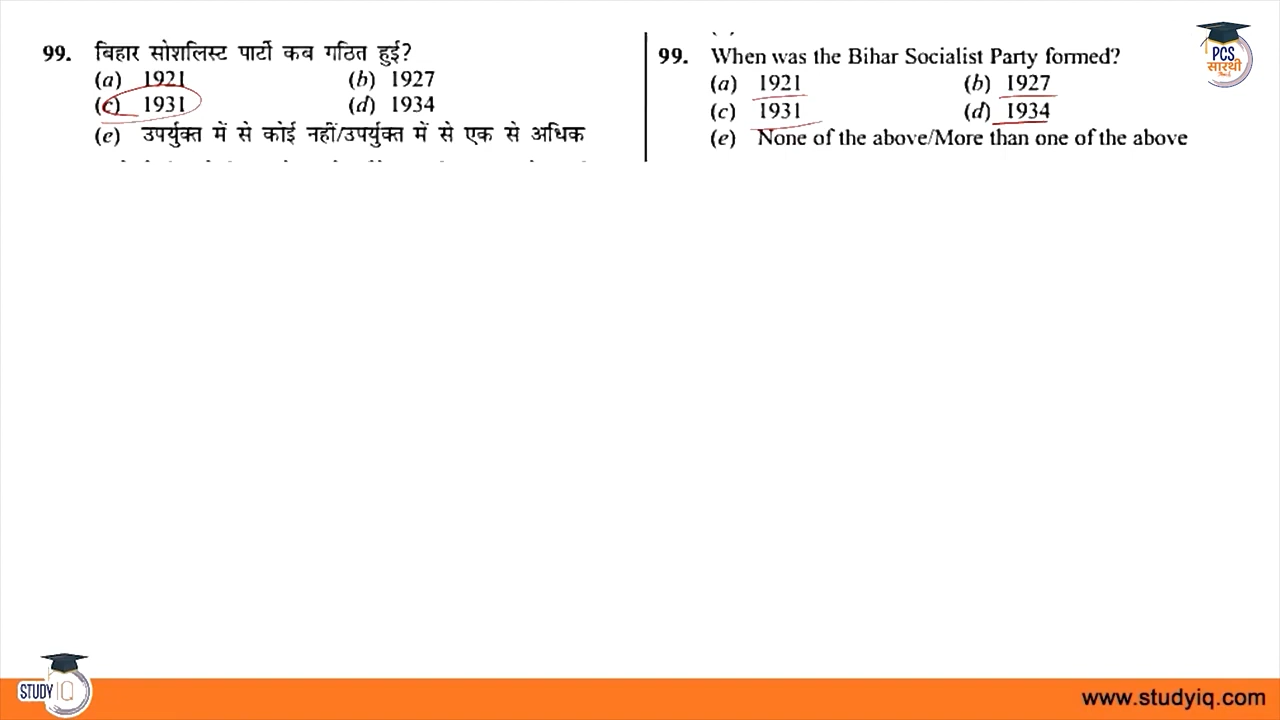 99. बिहार सोशलिस्ट पार्टी कब गठित हुई?
(a) 1921 (b) 1927
(c) 1931 (d) 1934
(e) उपर्युक्त में से कोई नहीं/उपर्युक्त में से एक से अधिक
99. When was the Bihar Socialist Party formed?
(a) 1921 (b) 1927
(c) 1931 (d) 1934
(e) None of the above/More than one of the above
PCS
सारथी
STUDY IQ
www.studyiq.com